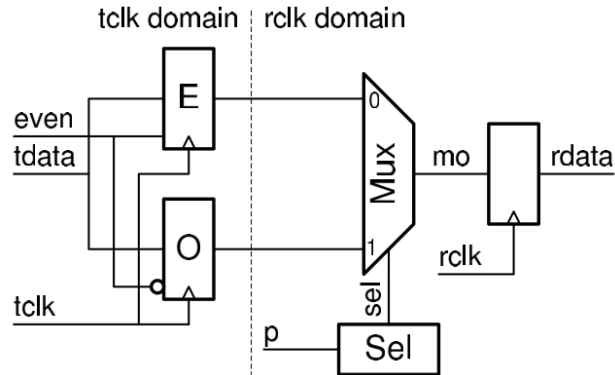 tclk domain
rclk domain
E
0
even
tdata
Mux
mo
rdata
O
1
rclk
tclk
sel
p
Sel